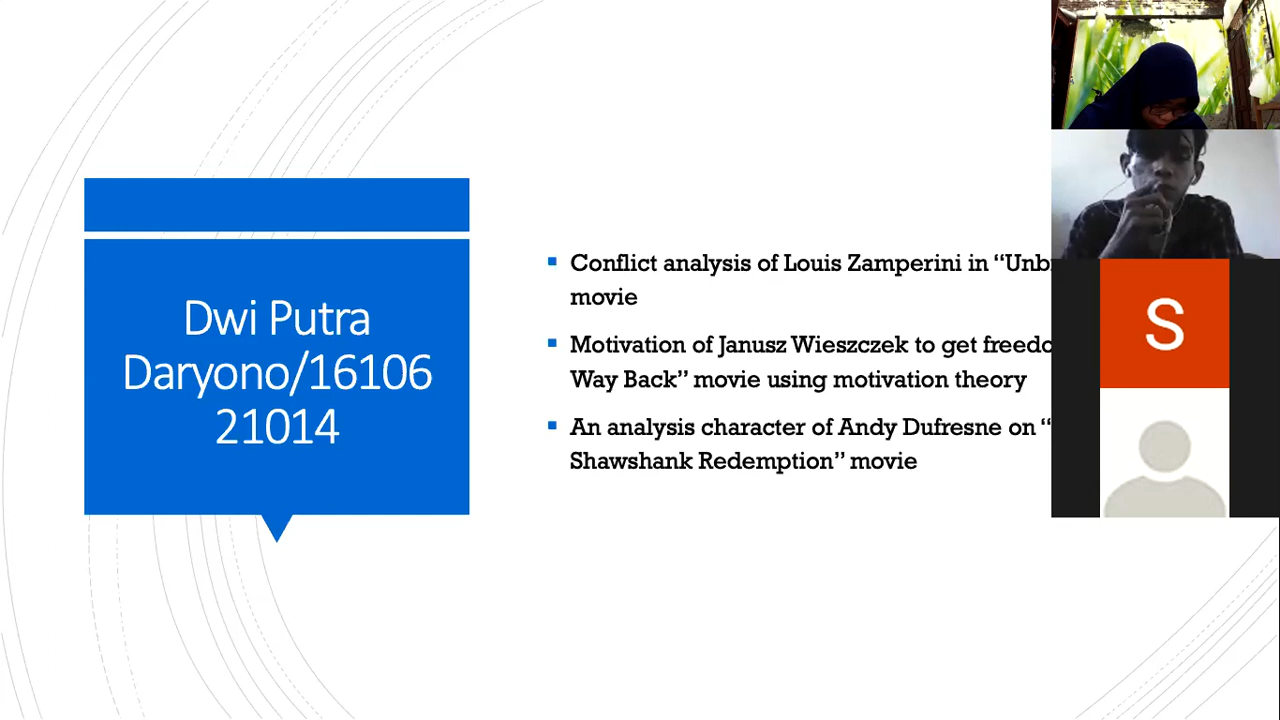 Dwi Putra
Daryono/16106
21014
Conflict analysis of Louis Zamperini in “Unb
movie
Motivation of Janusz Wieszczek to get freedo
Way Back” movie using motivation theory
An analysis character of Andy Dufresne on “
Shawshank Redemption” movie
S